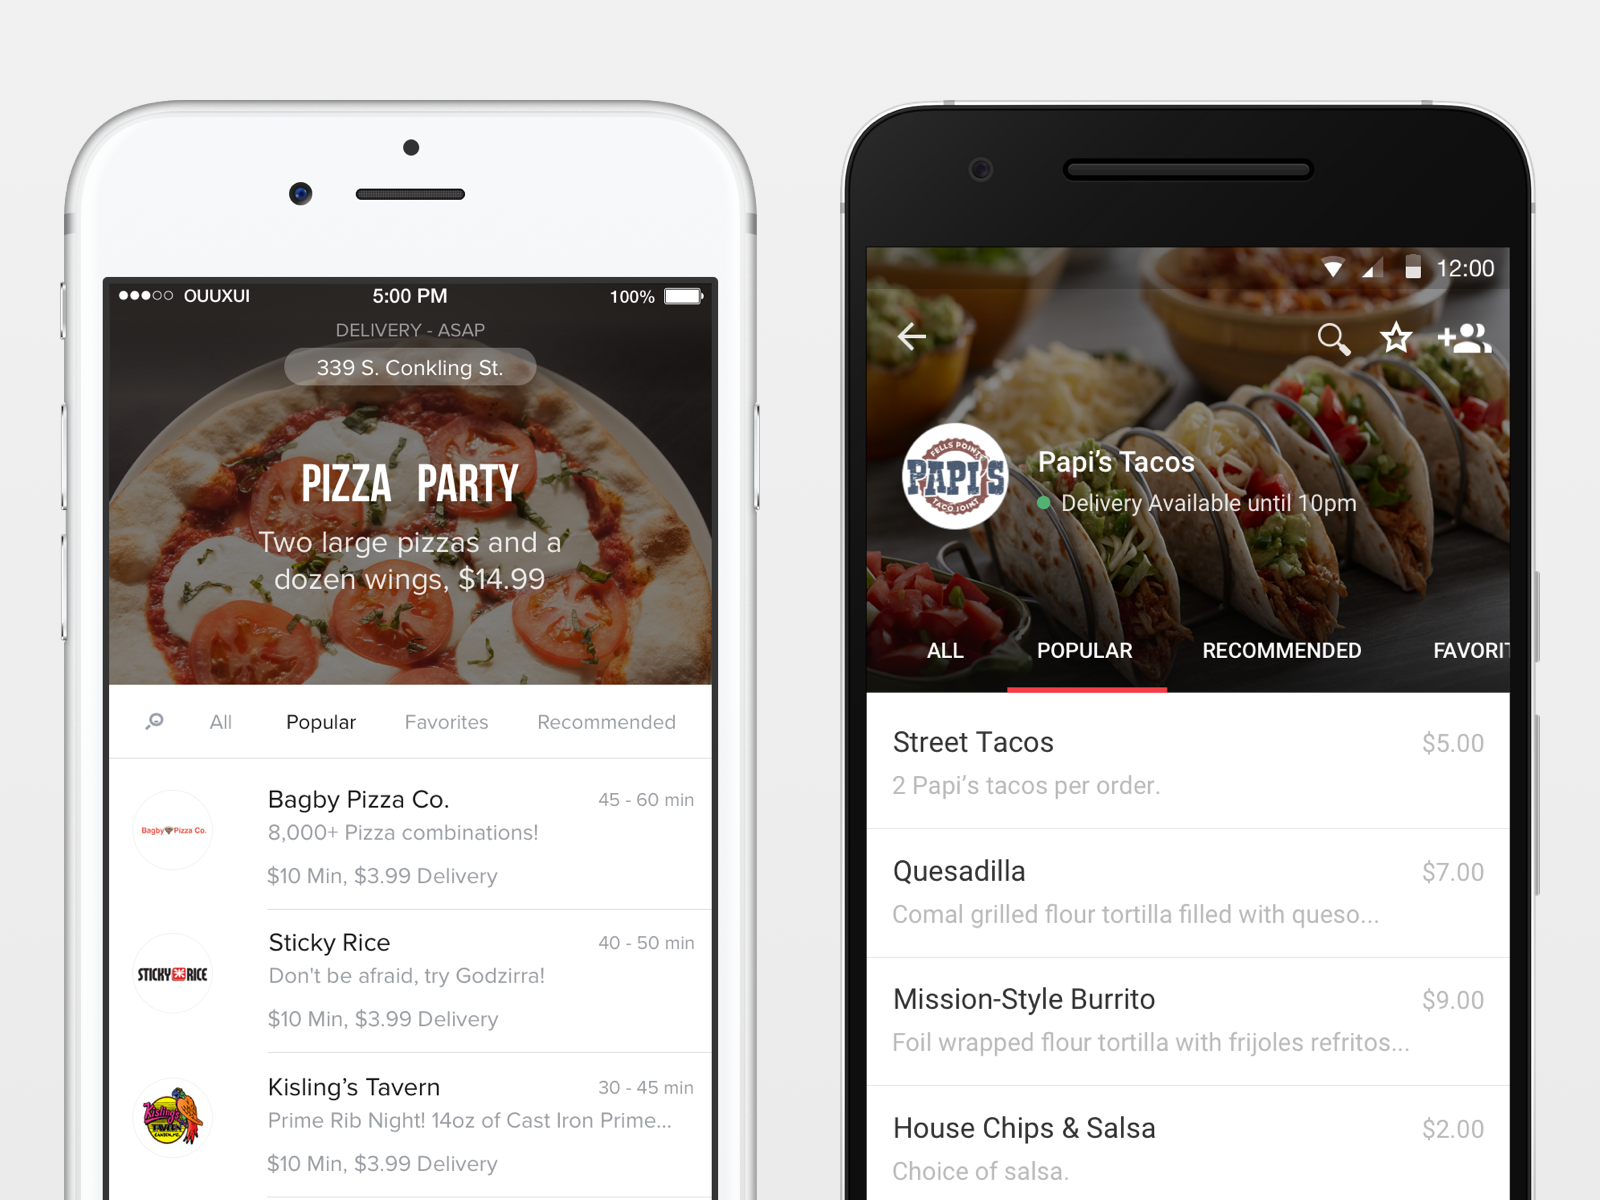 OUUXUI 5:00 PM 100%
DELIVERY - ASAP
339 S. Conkling St.
PIZZA PARTY
Two large pizzas and a
dozen wings, $14.99
All Popular Favorites Recommended
Bagby Pizza Co.
Bagby Pizza Co. 45 - 60 min
8,000+ Pizza combinations!
$10 Min, $3.99 Delivery
STICKY RICE
Sticky Rice 40 - 50 min
Don't be afraid, try Godzirra!
$10 Min, $3.99 Delivery
Kisling's
TAVERN
CANTON, MD.
Kisling’s Tavern 30 - 45 min
Prime Rib Night! 14oz of Cast Iron Prime...
$10 Min, $3.99 Delivery
12:00
FELLS POINT
PAPI'S
TACO JOINT
Papi’s Tacos
Delivery Available until 10pm
ALL POPULAR RECOMMENDED FAVORIT
Street Tacos $5.00
2 Papi’s tacos per order.
Quesadilla $7.00
Comal grilled flour tortilla filled with queso...
Mission-Style Burrito $9.00
Foil wrapped flour tortilla with frijoles refritos...
House Chips & Salsa $2.00
Choice of salsa.